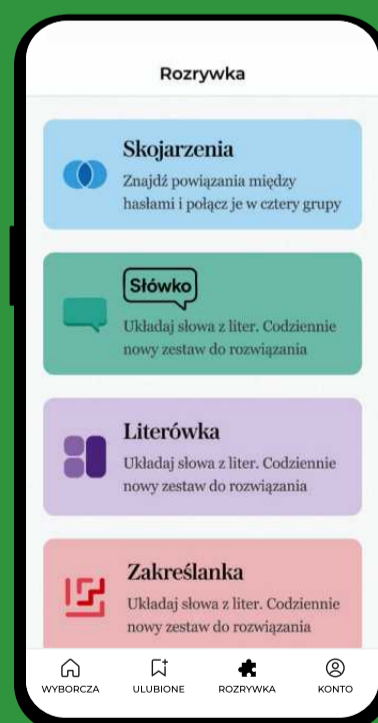 Rozrywka
Skojarzenia
Znajdź powiązania między
hasłami i połącz je w cztery grupy
Słówko
Układaj słowa z liter. Codziennie
nowy zestaw do rozwiązania
Literówka
Układaj słowa z liter. Codziennie
nowy zestaw do rozwiązania
Zakreślanka
Układaj słowa z liter. Codziennie
nowy zestaw do rozwiązania
WYBORCZA ULUBIONE ROZRYWKA KONTO